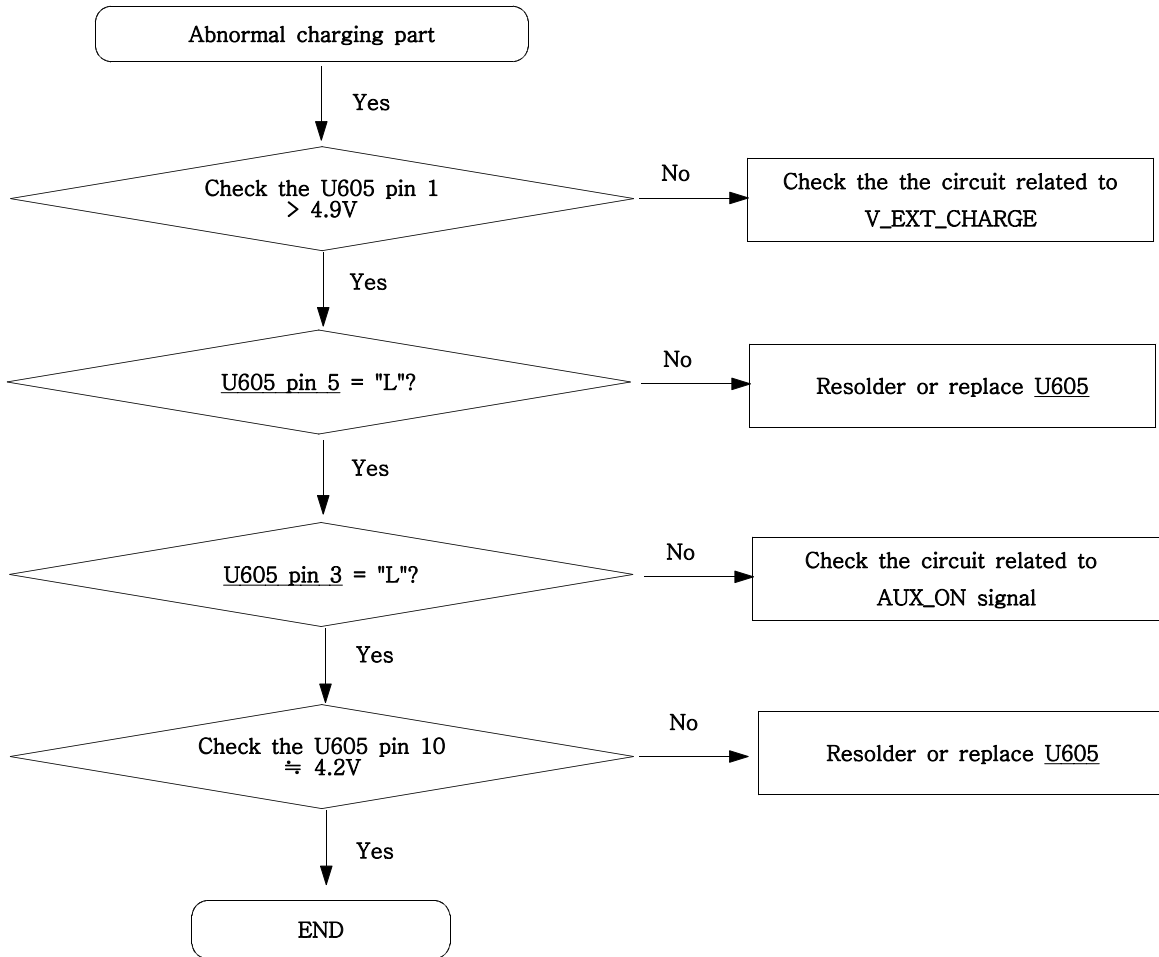 Abnormal charging part
Yes
Check the U605 pin 1
> 4.9V
No
Check the the circuit related to
V_EXT_CHARGE
Yes
U605 pin 5 = "L"?
No
Resolder or replace U605
Yes
U605 pin 3 = "L"?
No
Check the circuit related to
AUX_ON signal
Yes
Check the U605 pin 10
≒ 4.2V
No
Resolder or replace U605
Yes
END